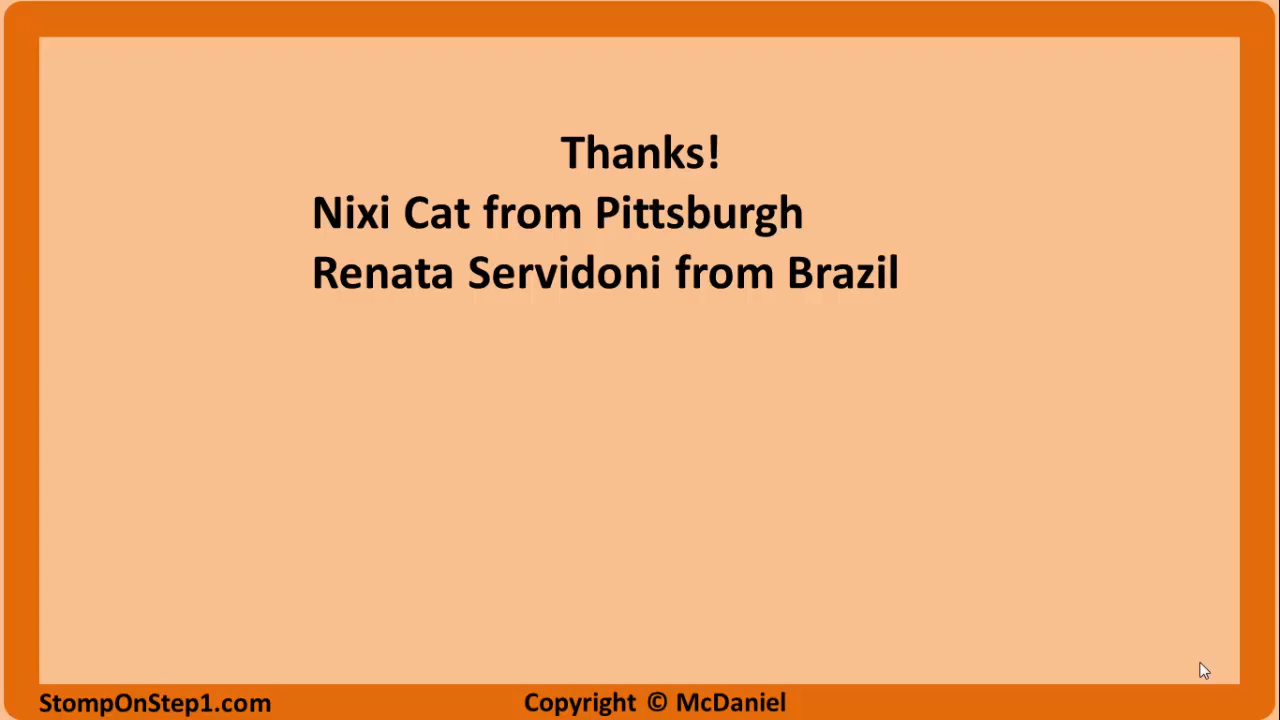 Thanks!
Nixi Cat from Pittsburgh
Renata Servidoni from Brazil
StompOnStep1.com
Copyright © McDaniel